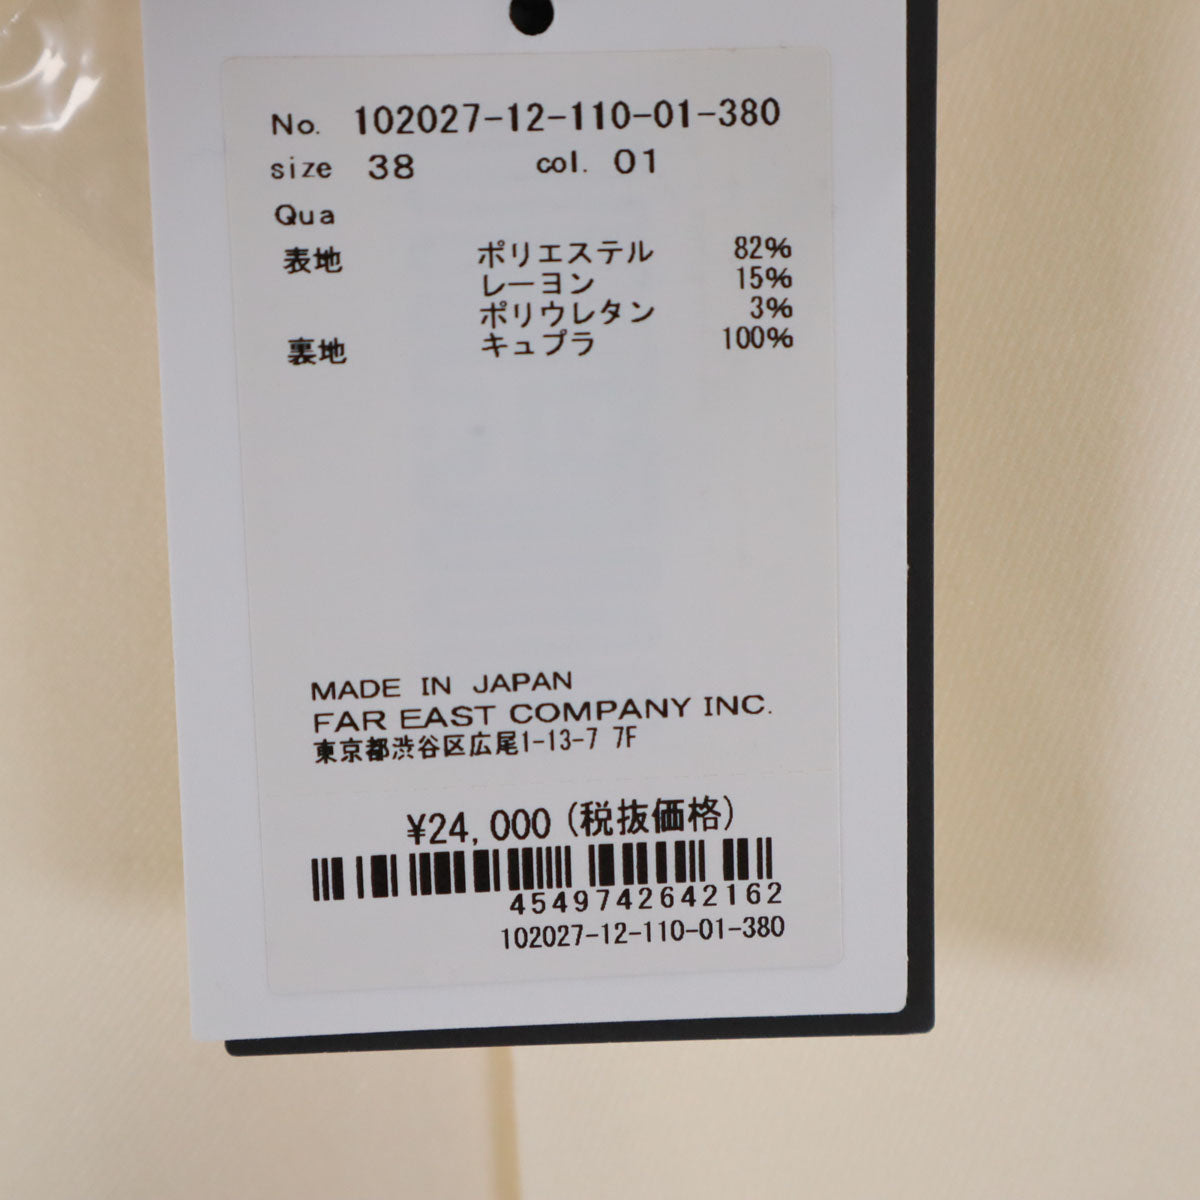 No. 102027-12-110-01-380
size 38 col. 01
Qua
表地 ポリエステル 82%
レーヨン 15%
ポリウレタン 3%
裏地 キュプラ 100%
MADE IN JAPAN
FAR EAST COMPANY INC.
東京都渋谷区広尾1-13-7 7F
¥24,000(税抜価格)
4549742642162
102027-12-110-01-380